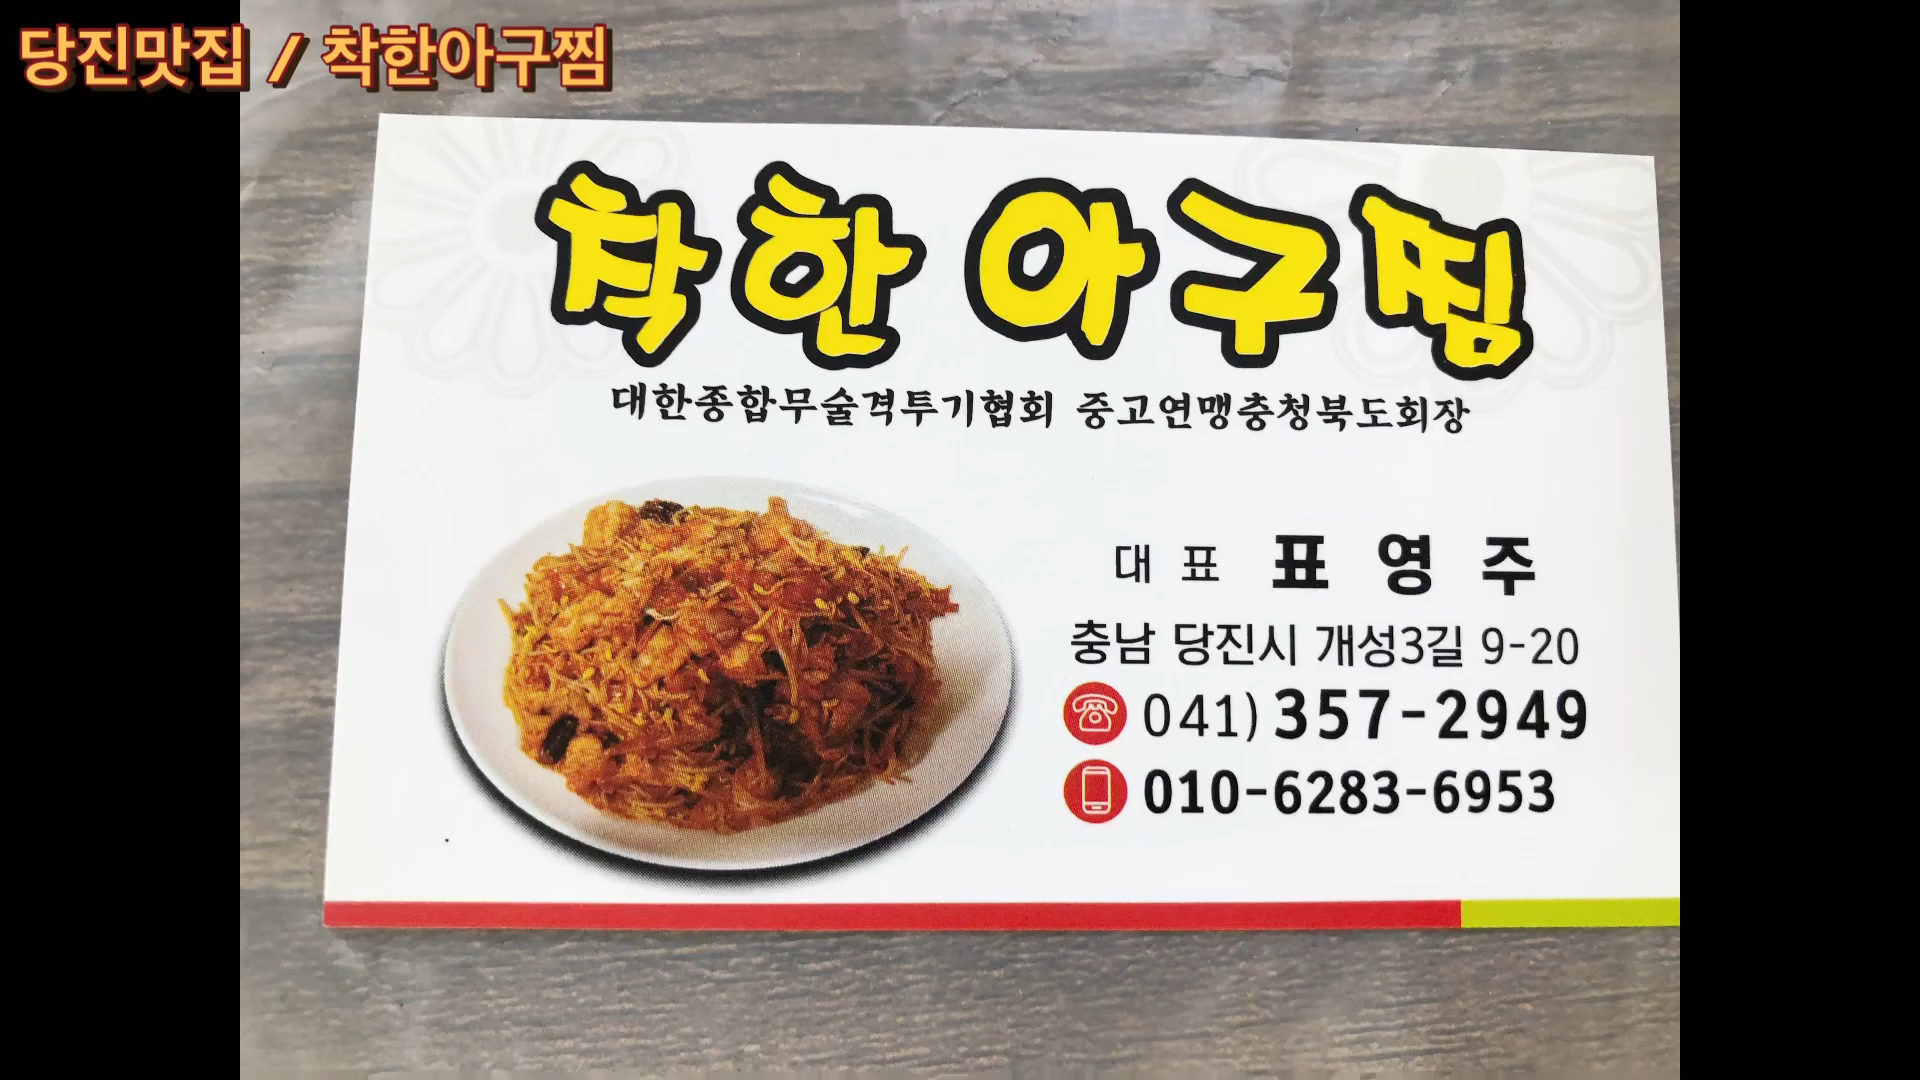 당진맛집 / 착한아구찜
착한 아구찜
대한종합무술격투기협회 중고연맹충청북도회장
대 표 표 영 주
충남 당진시 개성3길 9-20
041) 357-2949
010-6283-6953